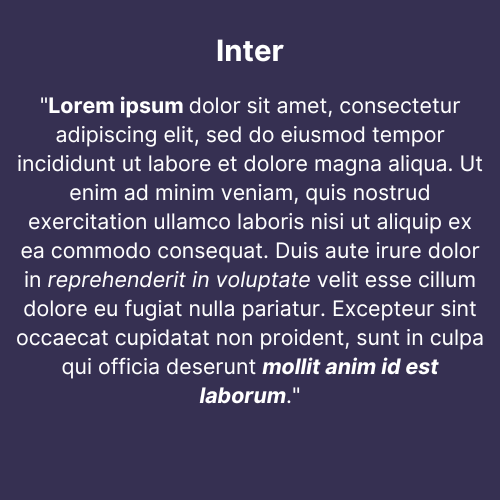 Inter
"Lorem ipsum dolor sit amet, consectetur
adipiscing elit, sed do eiusmod tempor
incididunt ut labore et dolore magna aliqua. Ut
enim ad minim veniam, quis nostrud
exercitation ullamco laboris nisi ut aliquip ex
ea commodo consequat. Duis aute irure dolor
in reprehenderit in voluptate velit esse cillum
dolore eu fugiat nulla pariatur. Excepteur sint
occaecat cupidatat non proident, sunt in culpa
qui officia deserunt mollit anim id est
laborum."